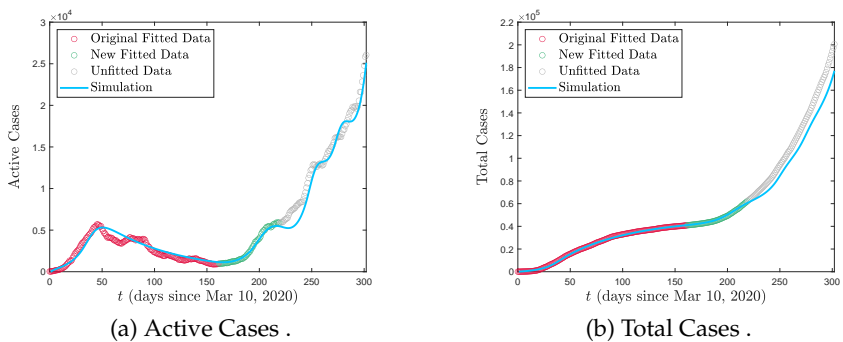 ×10⁴
3
2.5
2
1.5
1
0.5
0
0 50 100 150 200 250 300
Active Cases
t (days since Mar 10, 2020)
Original Fitted Data
New Fitted Data
Unfitted Data
Simulation
(a) Active Cases .
×10⁵
2.2
2
1.8
1.6
1.4
1.2
1
0.8
0.6
0.4
0.2
0
0 50 100 150 200 250 300
Total Cases
t (days since Mar 10, 2020)
Original Fitted Data
New Fitted Data
Unfitted Data
Simulation
(b) Total Cases .